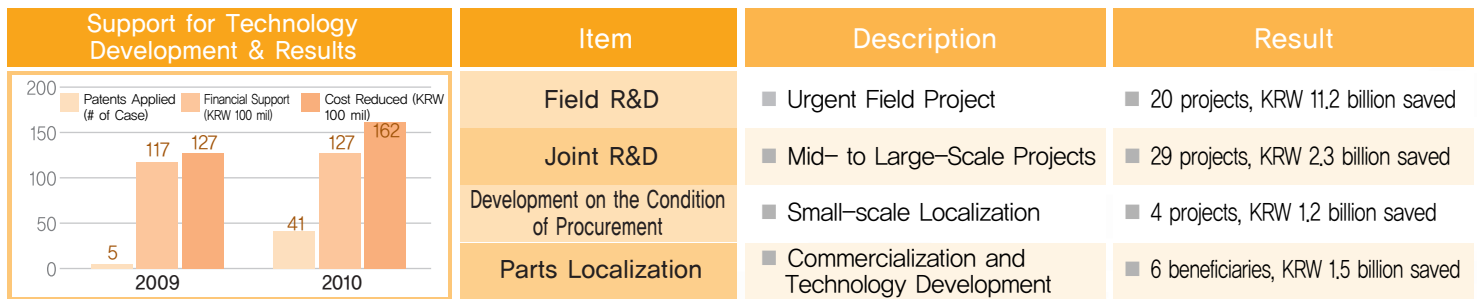 Support for Technology
Development & Results
200
150
100
50
0
Patents Applied
(# of Case)
Financial Support
(KRW 100 mil)
Cost Reduced (KRW
100 mil)
5
117
127
41
127
162
2009
2010
Item
Description
Result
Field R&D
■ Urgent Field Project
■ 20 projects, KRW 11.2 billion saved
Joint R&D
■ Mid- to Large-Scale Projects
■ 29 projects, KRW 2.3 billion saved
Development on the Condition
of Procurement
■ Small-scale Localization
■ 4 projects, KRW 1.2 billion saved
Parts Localization
■ Commercialization and
Technology Development
■ 6 beneficiaries, KRW 1.5 billion saved